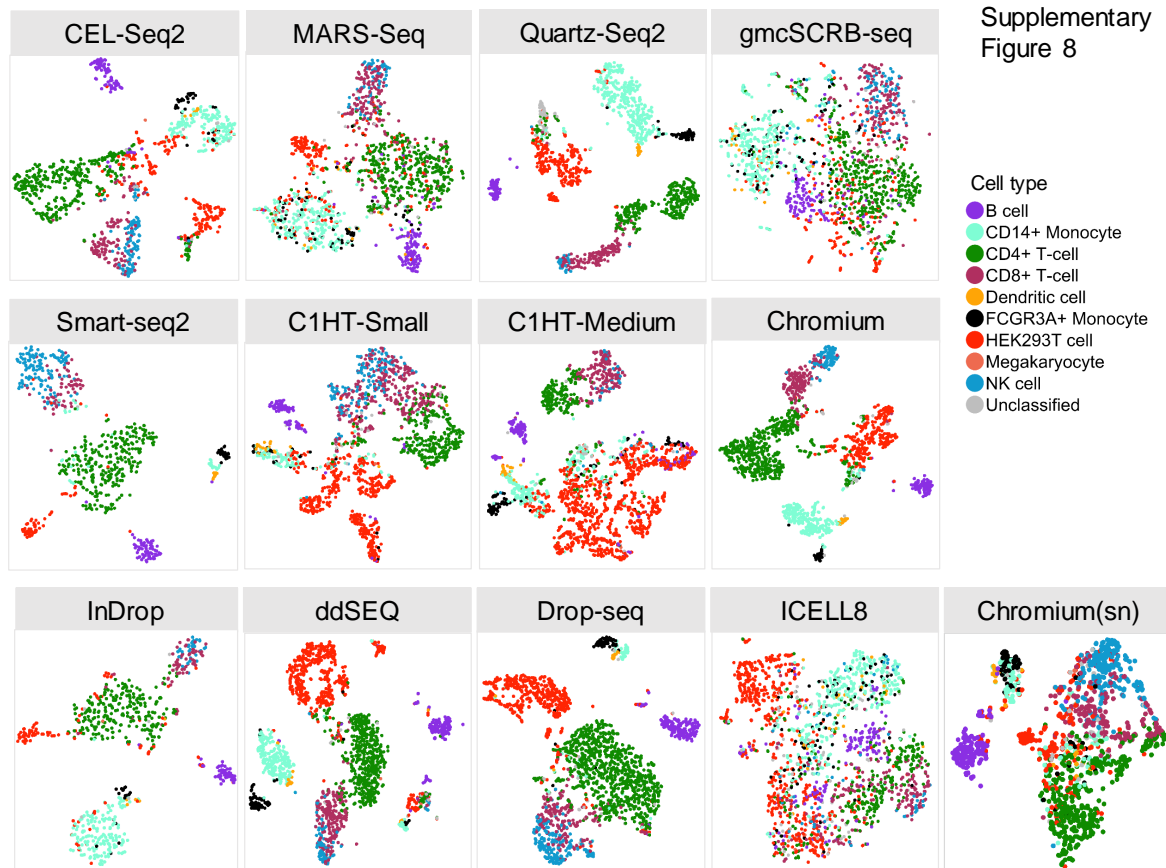 Supplementary
Figure 8
CEL-Seq2
MARS-Seq
Quartz-Seq2
gmcSCRB-seq
Cell type
B cell
CD14+ Monocyte
CD4+ T-cell
CD8+ T-cell
Dendritic cell
FCGR3A+ Monocyte
HEK293T cell
Megakaryocyte
NK cell
Unclassified
Smart-seq2
C1HT-Small
C1HT-Medium
Chromium
InDrop
ddSEQ
Drop-seq
ICELL8
Chromium(sn)